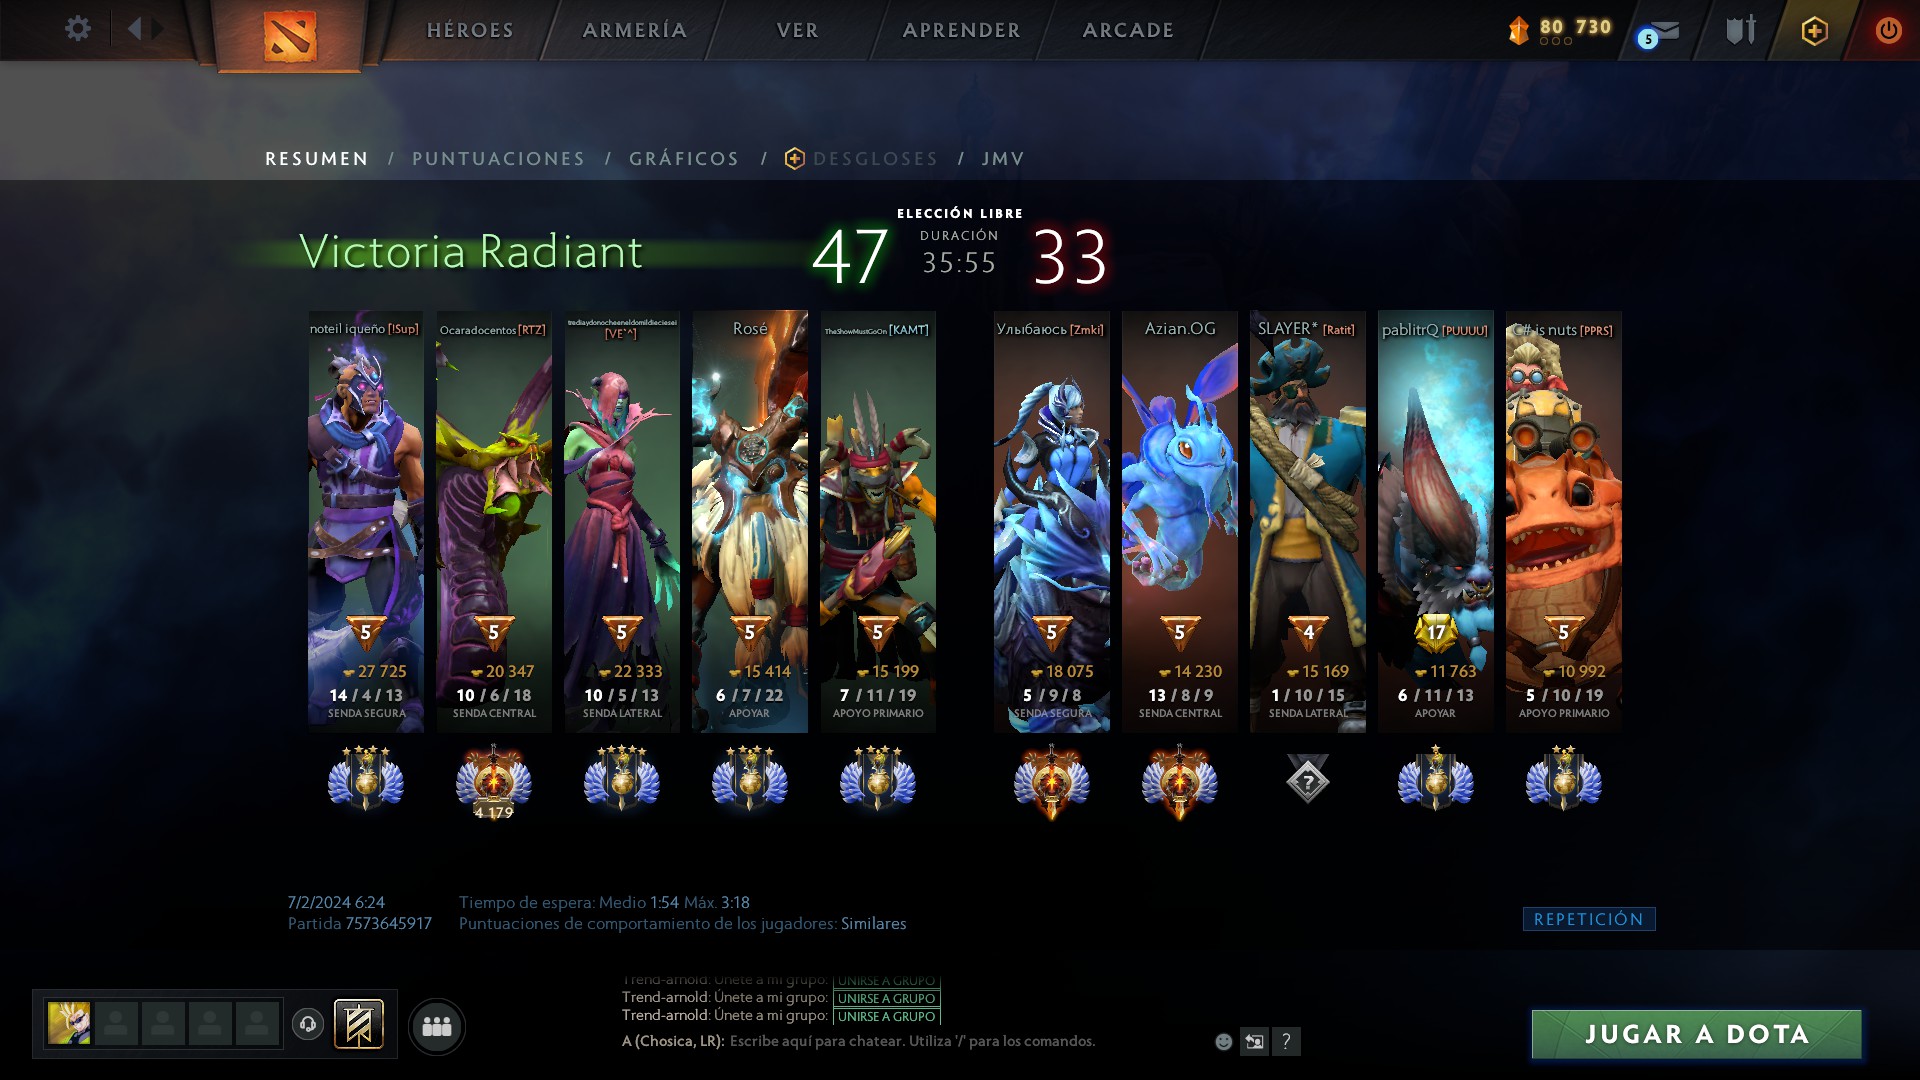 HÉROES
ARMERÍA
VER
APRENDER
ARCADE
80 730
5
RESUMEN / PUNTUACIONES / GRÁFICOS / DESGLOSES / JMV
ELECCIÓN LIBRE
Victoria Radiant
47
DURACIÓN
35:55
33
noteil iqueño [!Sup]
Ocaradocentos [RTZ]
[VE`^]
Rosé
TheShowMustGoOn [KAMT]
Улыбаюсь [Zmki]
Azian.OG
SLAYER* [Ratit]
pablitrQ [PUUUU]
C# is nuts [PPRS]
5 5 5 5 5 5 5 4 17 5
27 725
20 347
22 333
15 414
15 199
18 075
14 230
15 169
11 763
10 992
14 / 4 / 13
10 / 6 / 18
10 / 5 / 13
6 / 7 / 22
7 / 11 / 19
5 / 9 / 8
13 / 8 / 9
1 / 10 / 15
6 / 11 / 13
5 / 10 / 19
SENDA SEGURA
SENDA CENTRAL
SENDA LATERAL
APOYAR
APOYO PRIMARIO
SENDA SEGURA
SENDA CENTRAL
SENDA LATERAL
APOYAR
APOYO PRIMARIO
4 179
?
7/2/2024 6:24
Tiempo de espera: Medio 1:54 Máx. 3:18
Partida 7573645917
Puntuaciones de comportamiento de los jugadores: Similares
REPETICIÓN
Trend-arnold: Únete a mi grupo: UNIRSE A GRUPO
Trend-arnold: Únete a mi grupo: UNIRSE A GRUPO
Trend-arnold: Únete a mi grupo: UNIRSE A GRUPO
A (Chosica, LR): Escribe aquí para chatear. Utiliza '/' para los comandos.
?
JUGAR A DOTA